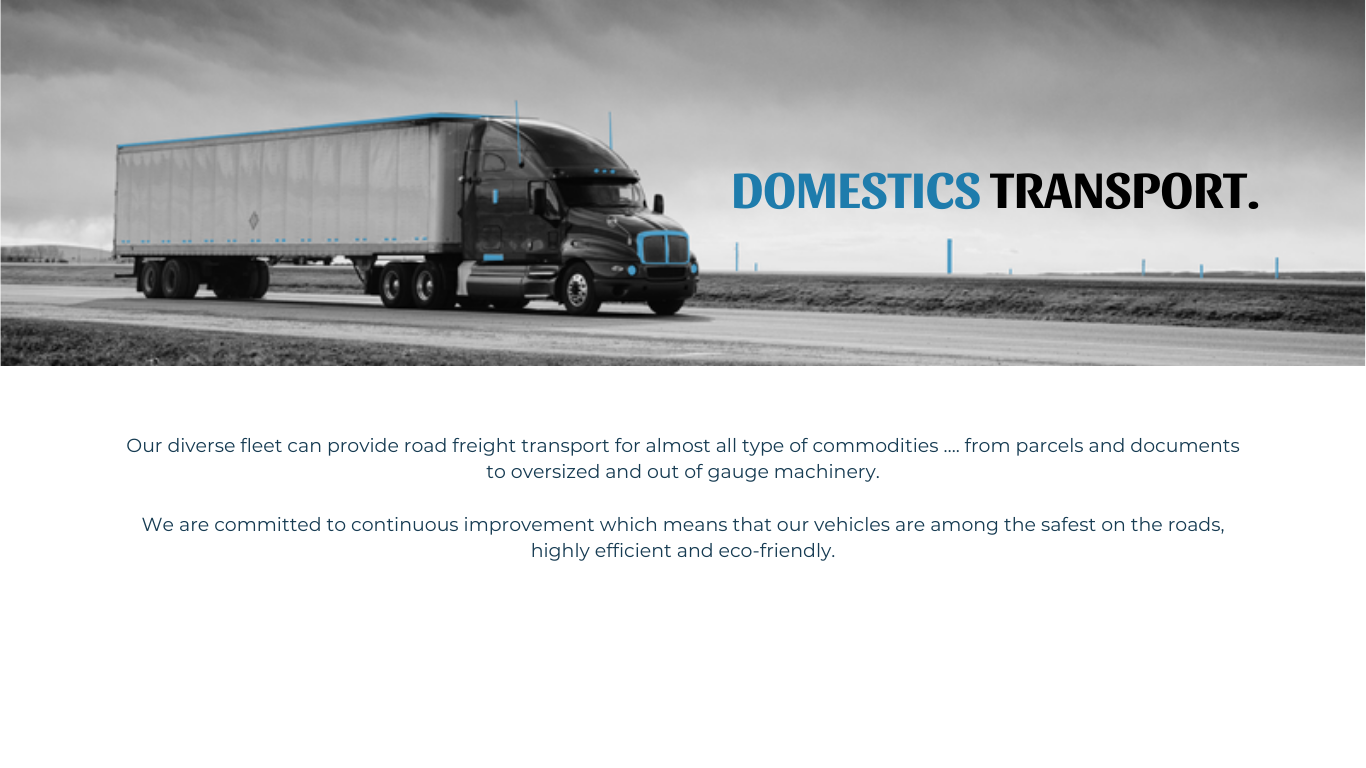 DOMESTICS TRANSPORT.
Our diverse fleet can provide road freight transport for almost all type of commodities .... from parcels and documents
to oversized and out of gauge machinery.
We are committed to continuous improvement which means that our vehicles are among the safest on the roads,
highly efficient and eco-friendly.